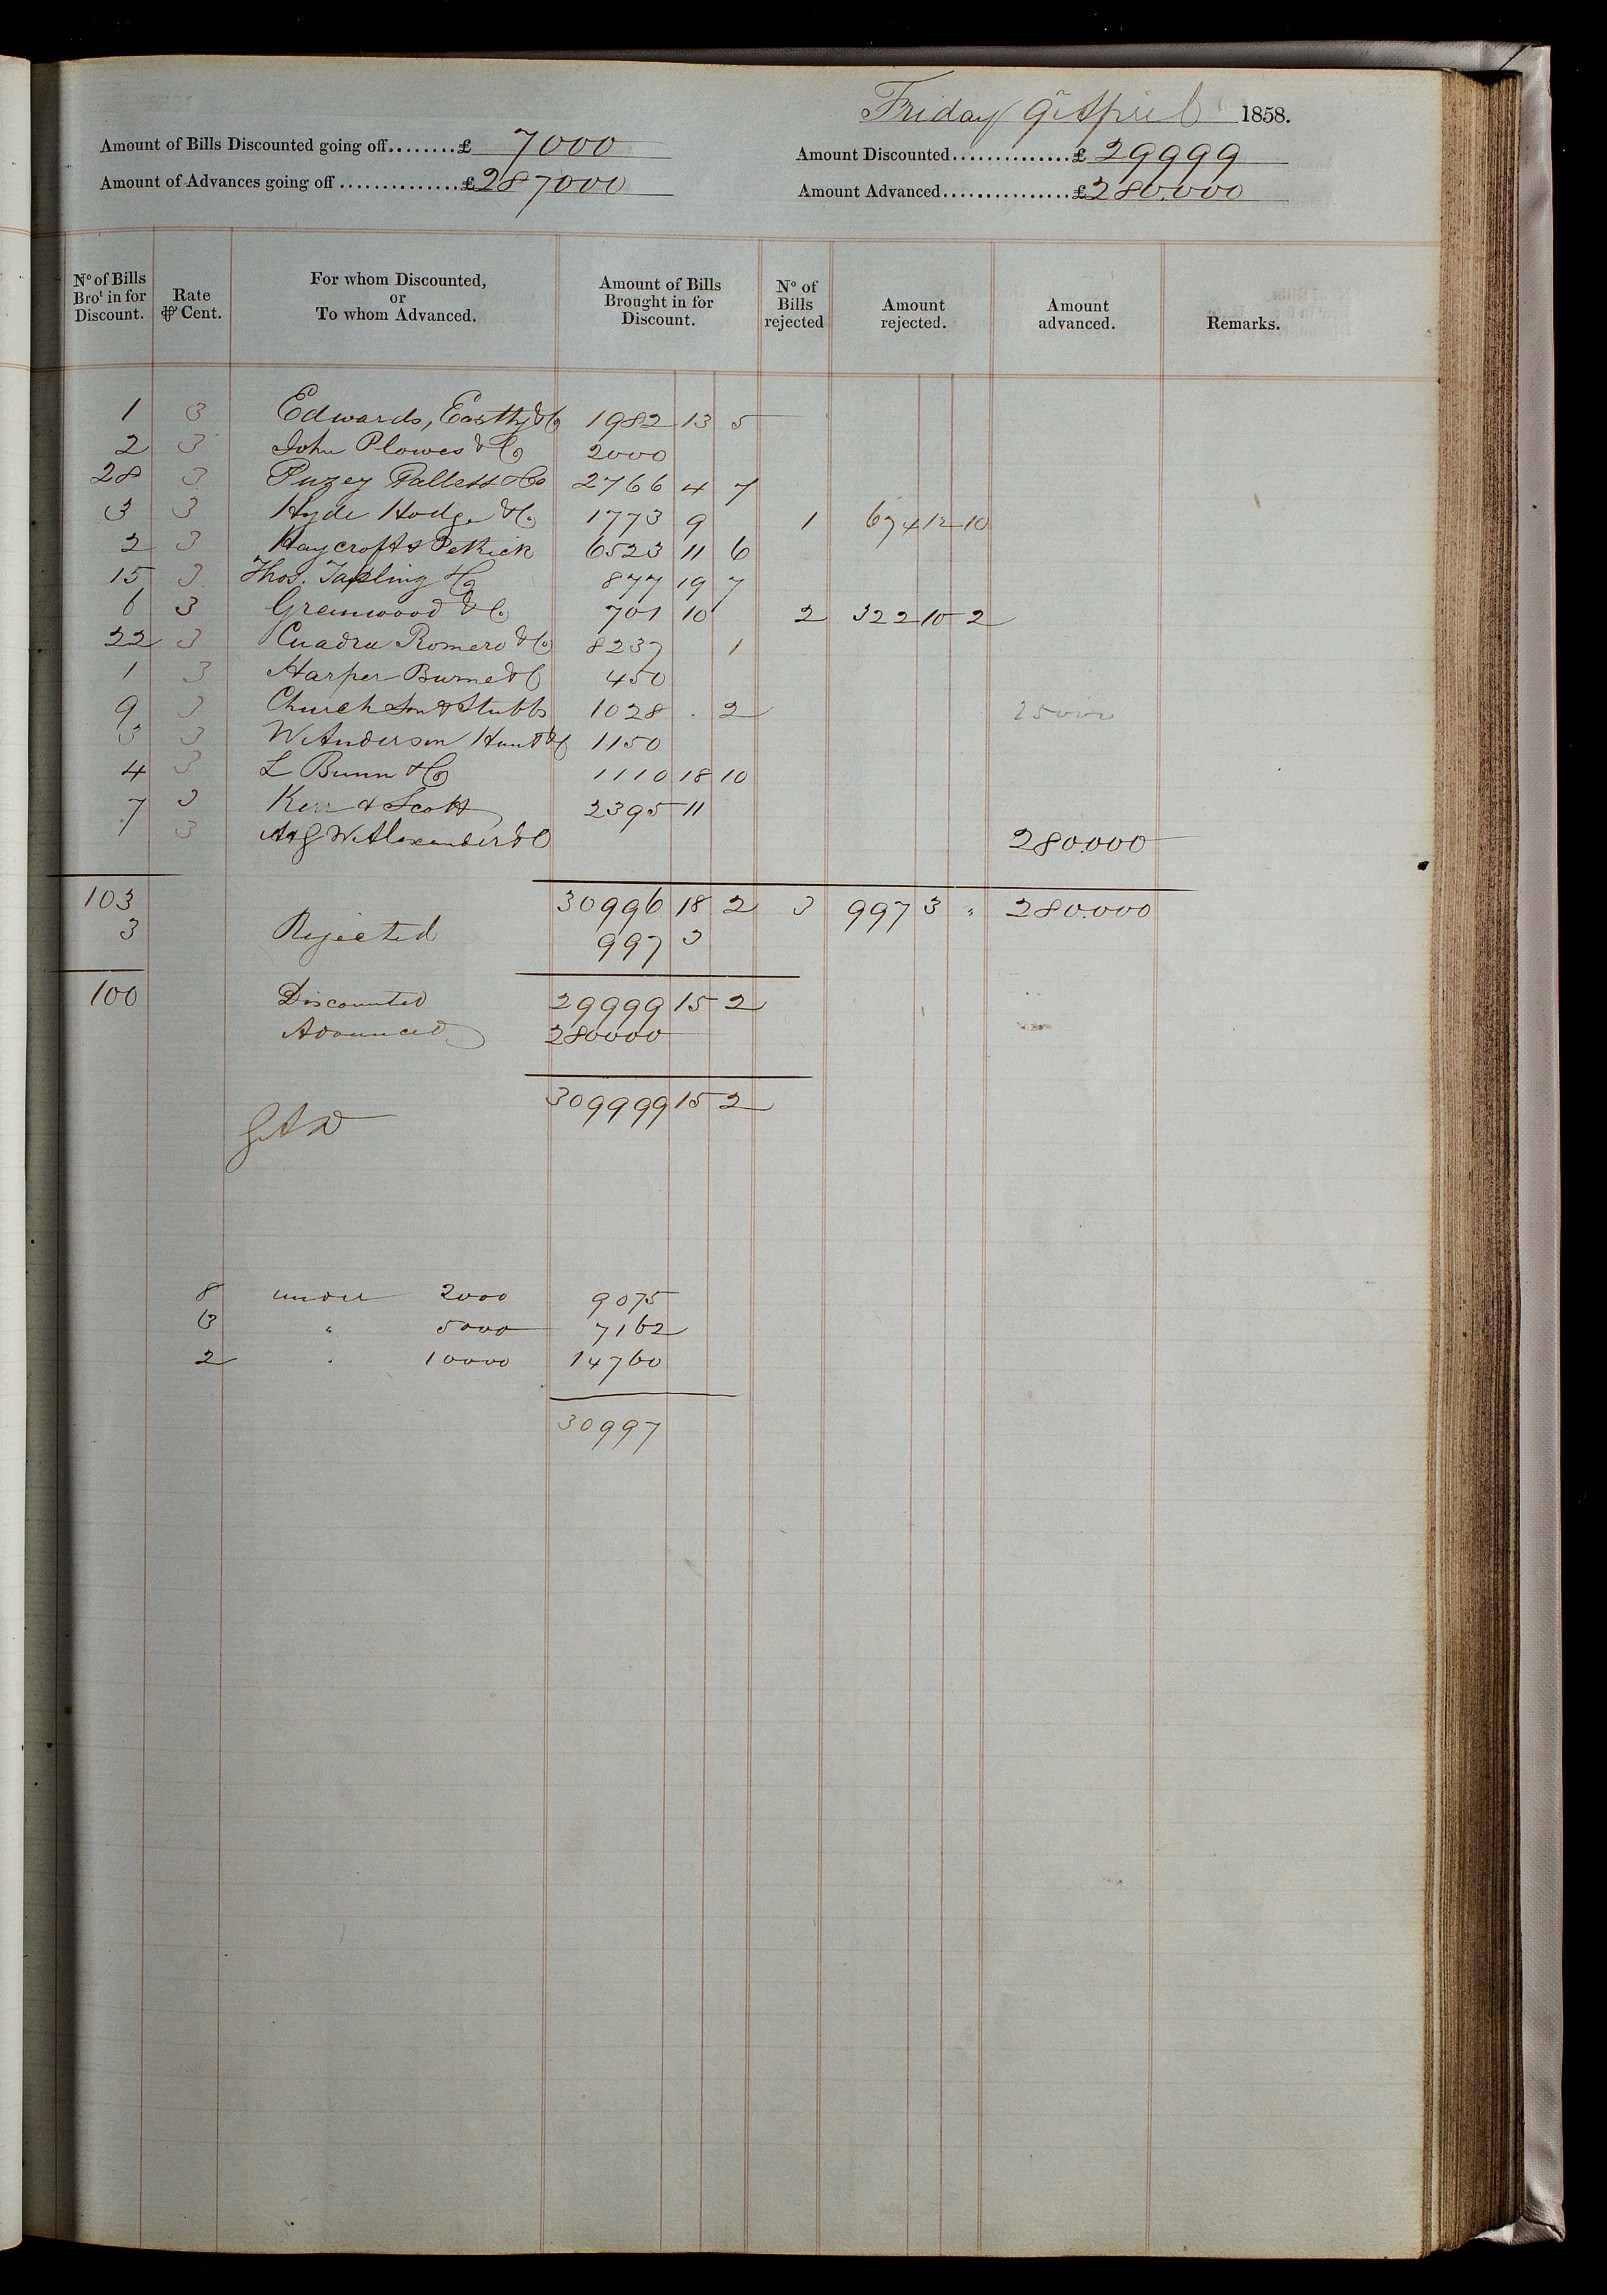 Friday 9th April 1858.
Amount of Bills Discounted going off........£ 7000
Amount Discounted...............£ 29999
Amount of Advances going off...............£ 287000
Amount Advanced................£ 280.000
No of Bills Brot in for Discount. | Rate ⅌ Cent. | For whom Discounted, or To whom Advanced. | Amount of Bills Brought in for Discount. | No of Bills rejected | Amount rejected. | Amount advanced. | Remarks.
1 3 Edwards, Eastty & Co 1982 13 5
2 3 John Plowes & Co 2000
28 3 Puzey Pallett & Co 2766 4 7
3 3 Hyde Hodge & Co 1773 9 1 674 12 10
2 3 Haycroft & Pethick 6523 11 6
15 3 Thos. Tapling & Co 877 19 7
6 3 Greenwood & Co 701 10 2 322 10 2
22 3 Cuadra Romero & Co 8237 1
1 3 Harper Burne & Co 450
9 3 Church Son & Stubbs 1028 . 2
3 3 W Anderson Hunt & Co 1150
4 3 L Bunn & Co 1110 18 10
7 3 Kerr & Scott 2395 11
3 A & G W Alexander & Co 280.000
103 30996 18 2 3 997 3 " 280.000
3 Rejected 997 3
100 Discounted 29999 15 2
Advanced 280000
309999 15 2
8 under 2000 9075
3 " 5000 7162
2 . 10000 14760
30997